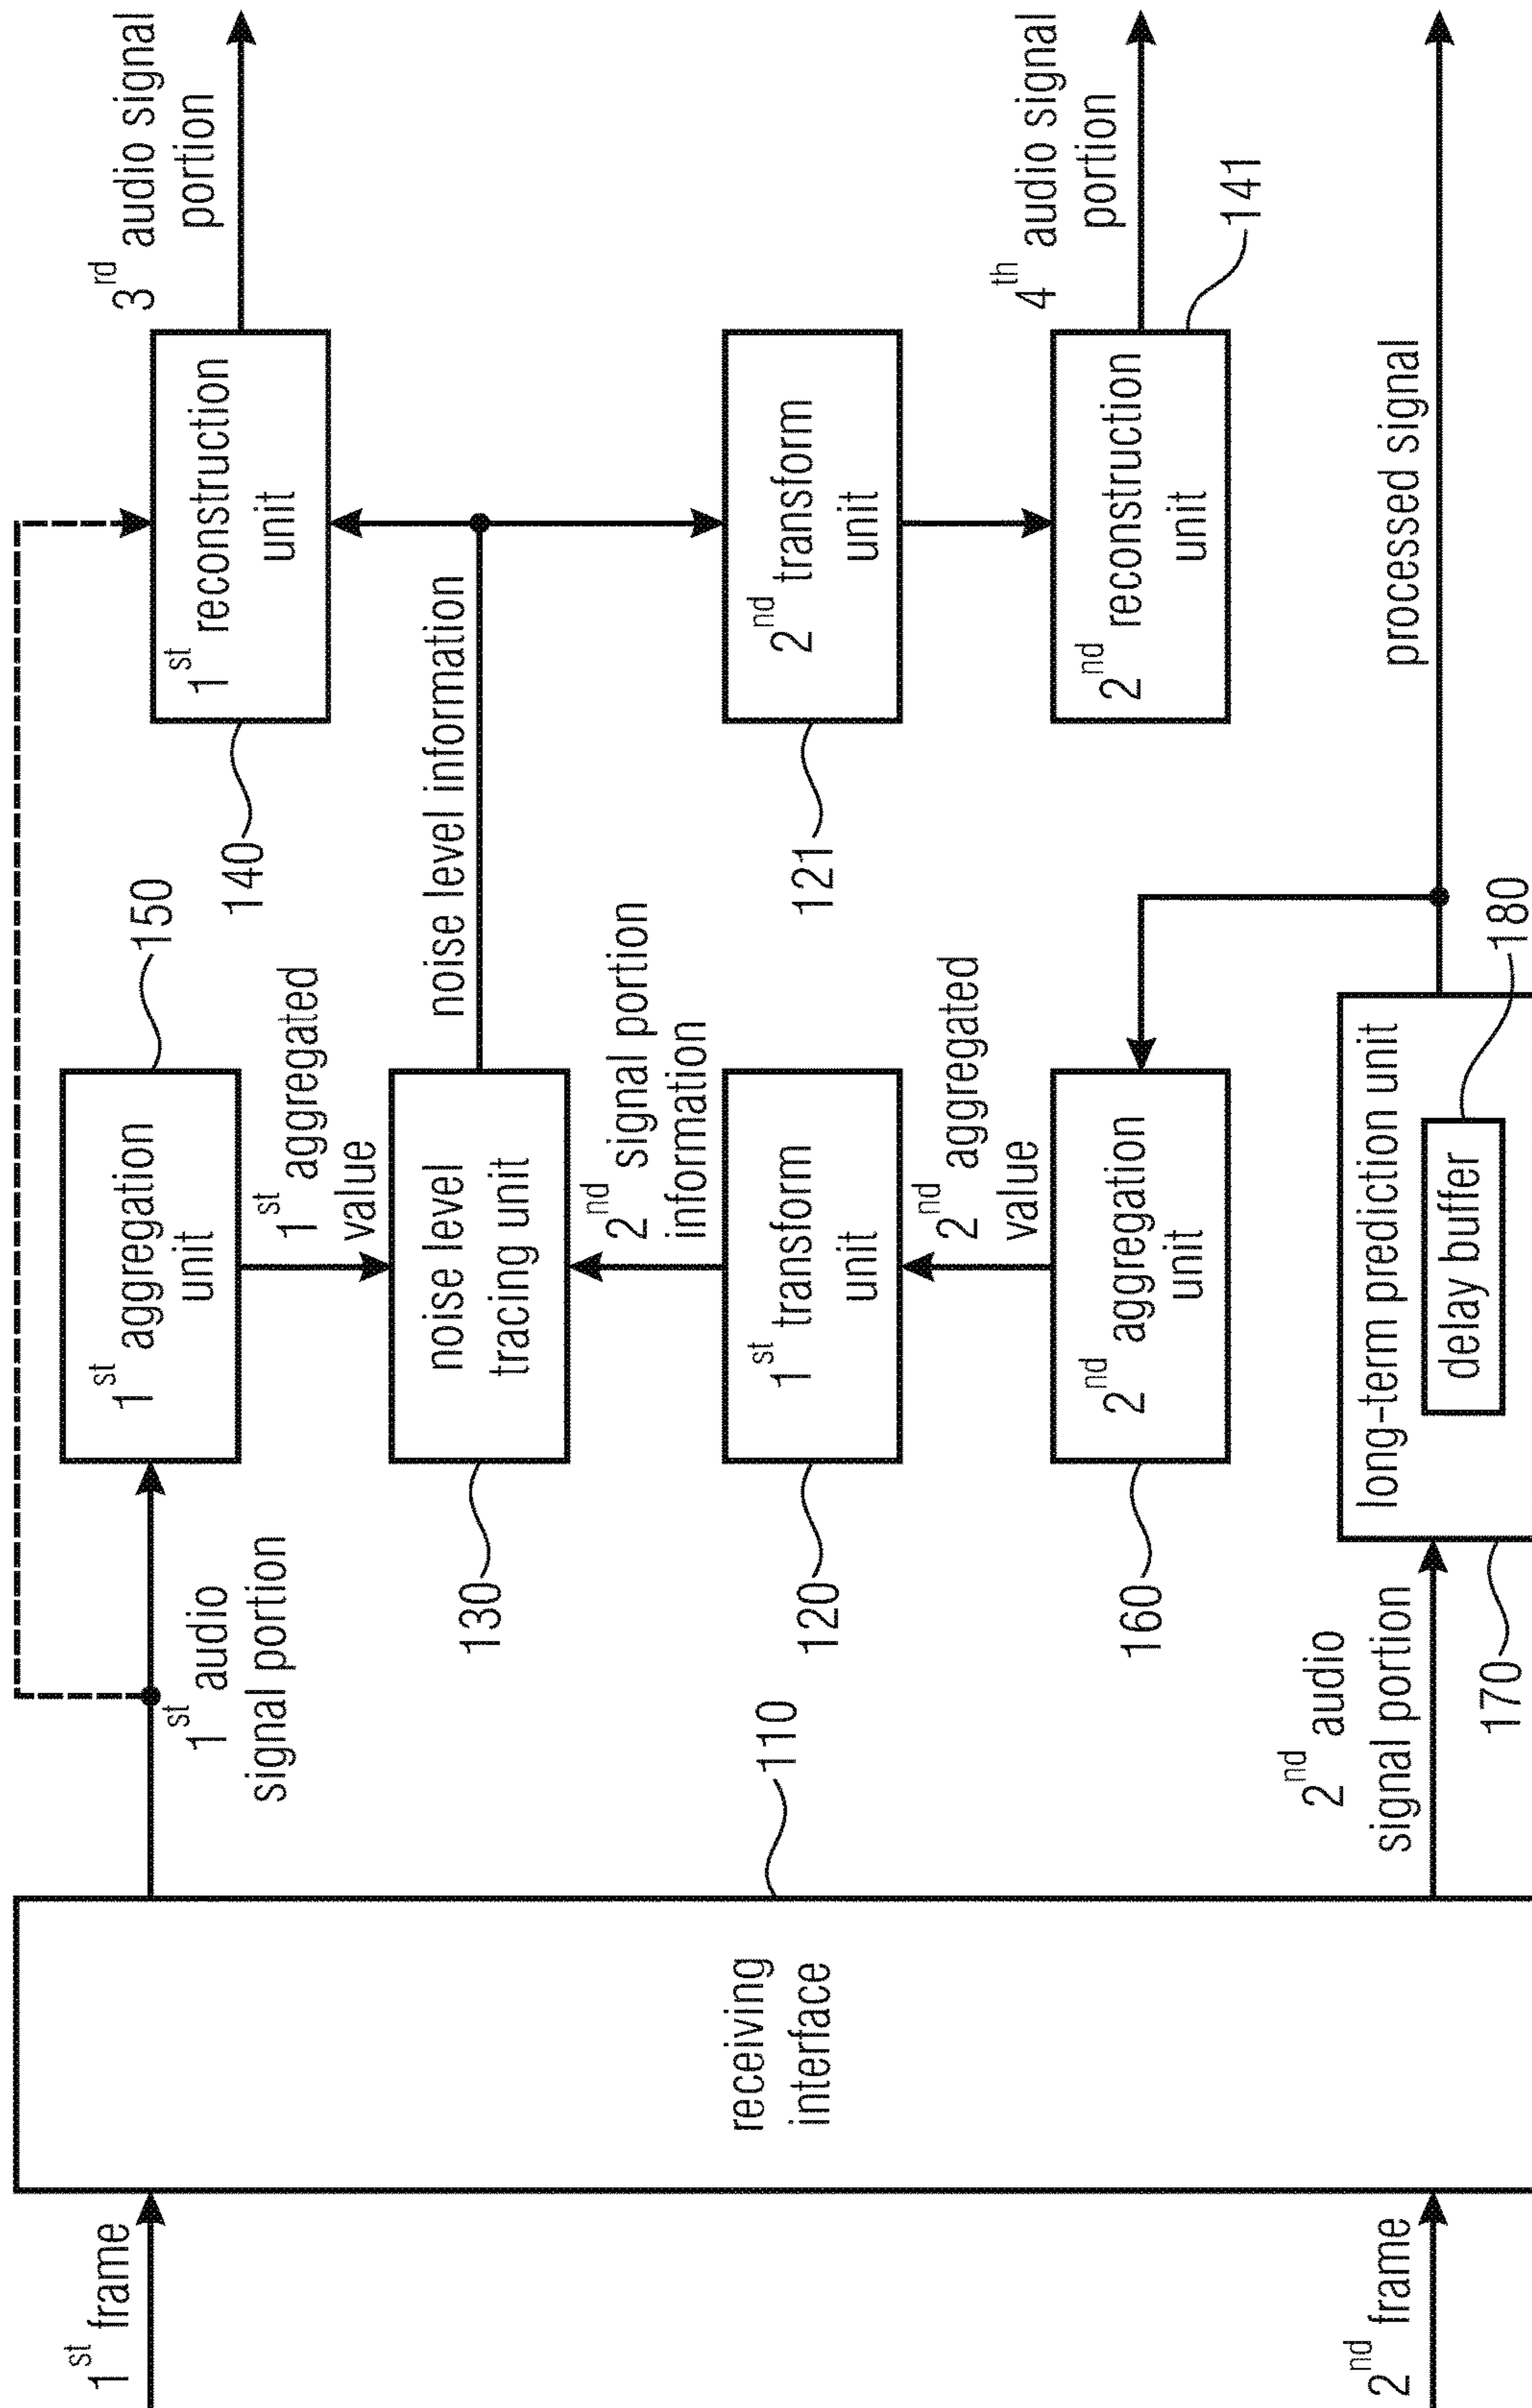 1st frame
2nd frame
receiving
interface
110
1st audio
signal portion
2nd audio
signal portion
1st aggregation
unit
150
1st aggregated
value
noise level
tracing unit
130
noise level information
2nd signal portion
information
1st transform
unit
120
2nd aggregated
value
2nd aggregation
unit
160
long-term prediction unit
delay buffer
170
180
1st reconstruction
unit
140
3rd audio signal
portion
2nd transform
unit
121
2nd reconstruction
unit
141
4th audio signal
portion
processed signal